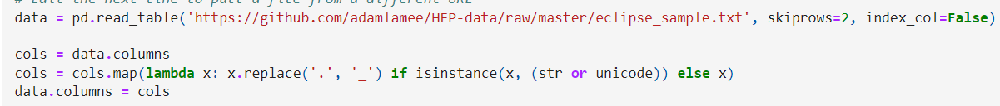 # Edit the next line to pull a file from a different URL
data = pd.read_table('https://github.com/adamlamee/HEP-data/raw/master/eclipse_sample.txt', skiprows=2, index_col=False)
cols = data.columns
cols = cols.map(lambda x: x.replace('.', '_') if isinstance(x, (str or unicode)) else x)
data.columns = cols